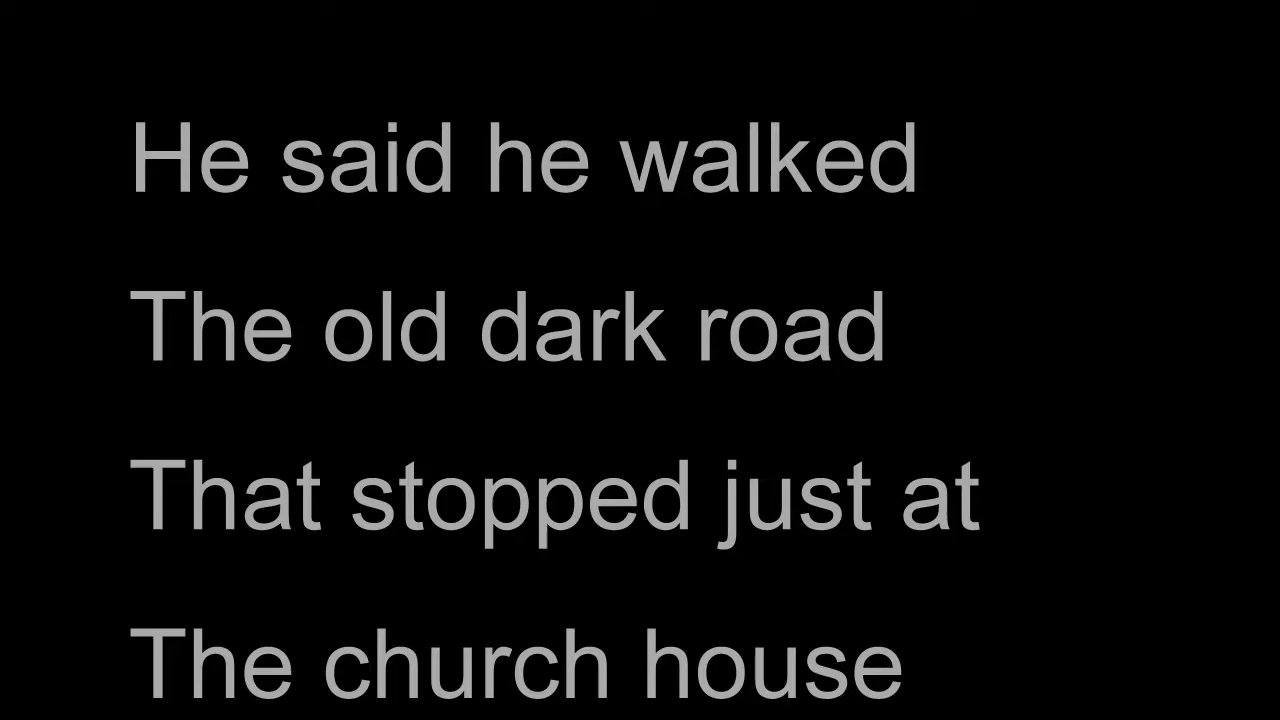 He said he walked
The old dark road
That stopped just at
The church house